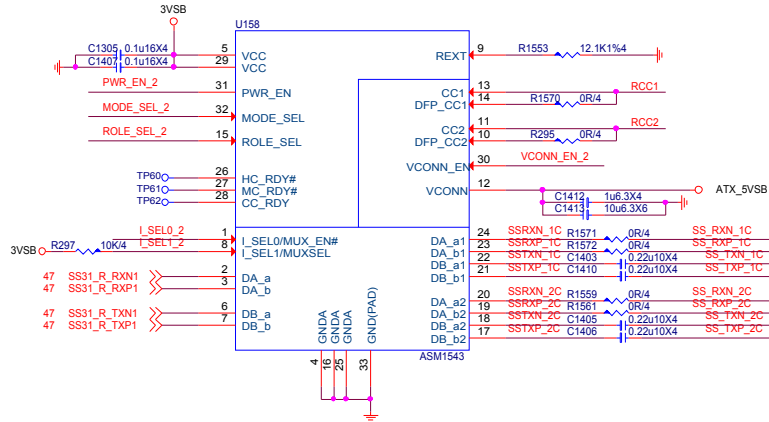 3VSB
U158
C1305 0.1u16X4
C1407 0.1u16X4
5 VCC
29 VCC
REXT 9 R1553 12.1K1%4
PWR_EN_2 31 PWR_EN
CC1 13 RCC1
DFP_CC1 14 R1570 0R/4
MODE_SEL_2 32 MODE_SEL
CC2 11 RCC2
ROLE_SEL_2 15 ROLE_SEL
DFP_CC2 10 R295 0R/4
VCONN_EN 30 VCONN_EN_2
TP60 26 HC_RDY#
TP61 27 MC_RDY#
TP62 28 CC_RDY
VCONN 12 ATX_5VSB
C1412 1u6.3X4
C1413 10u6.3X6
I_SEL0_2 1 I_SEL0/MUX_EN#
3VSB R297 10K/4 I_SEL1_2 8 I_SEL1/MUXSEL
DA_a1 24 SSRXN_1C R1571 0R/4 SS_RXN_1C
DA_b1 23 SSRXP_1C R1572 0R/4 SS_RXP_1C
DB_a1 22 SSTXN_1C C1403 0.22u10X4 SS_TXN_1C
DB_b1 21 SSTXP_1C C1410 0.22u10X4 SS_TXP_1C
47 SS31_R_RXN1 2 DA_a
47 SS31_R_RXP1 3 DA_b
47 SS31_R_TXN1 6 DB_a
47 SS31_R_TXP1 7 DB_b
DA_a2 20 SSRXN_2C R1559 0R/4 SS_RXN_2C
DA_b2 19 SSRXP_2C R1561 0R/4 SS_RXP_2C
DB_a2 18 SSTXN_2C C1405 0.22u10X4 SS_TXN_2C
DB_b2 17 SSTXP_2C C1406 0.22u10X4 SS_TXP_2C
GNDA GNDA GNDA GND(PAD)
4 16 25 33
ASM1543